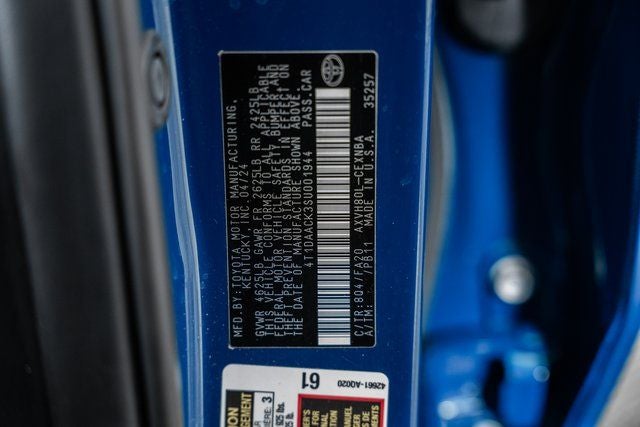 MFD.BY:TOYOTA MOTOR MANUFACTURING,
KENTUCKY, INC. 04/24
GVWR 4625LB GAWR FR 2625LB RR 2425LB
THIS VEHICLE CONFORMS TO ALL APPLICABLE
FEDERAL MOTOR VEHICLE SAFETY BUMPER AND
THEFT PREVENTION STANDARDS IN EFFECT ON
THE DATE OF MANUFACTURE SHOWN ABOVE.
4T1DAACK3SU001944 PASS.CAR
C/TR:8Q4/FA20 AXVH80L-CEXNBA
A/TM: /PB11 MADE IN U.S.A. 35257
61
42661-AQ020